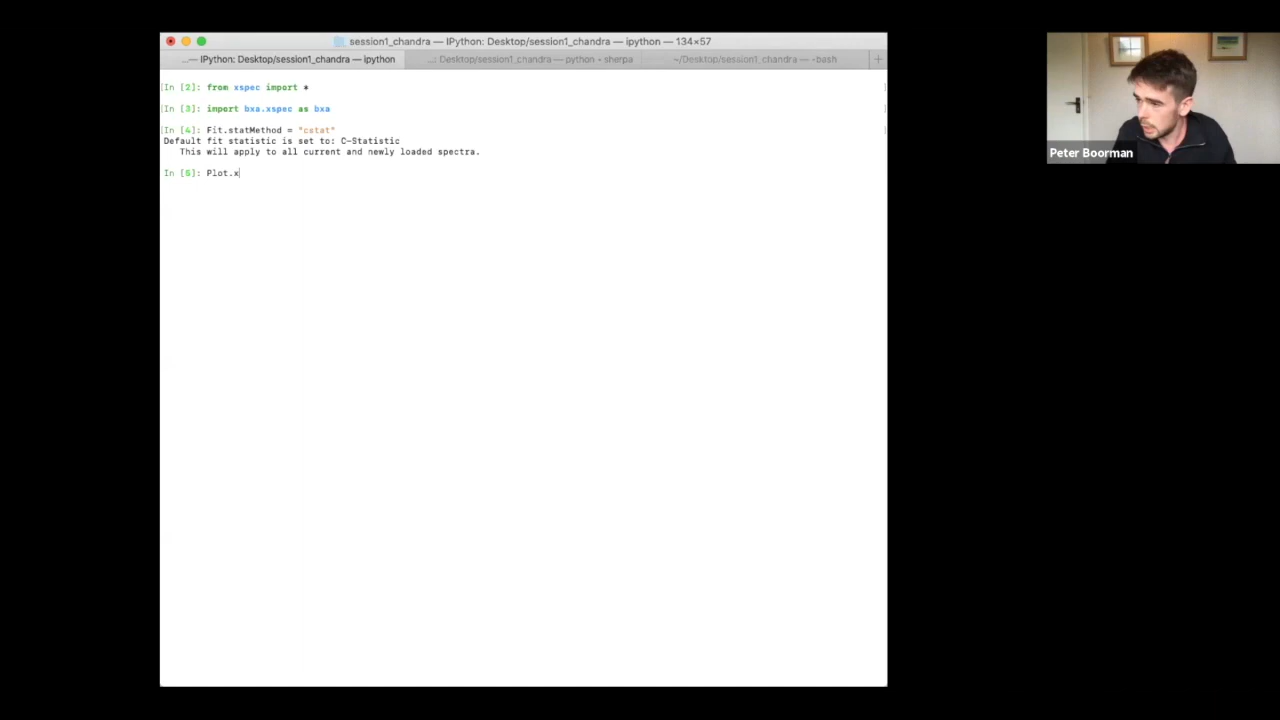 session1_chandra — IPython: Desktop/session1_chandra — ipython — 134×57
...— IPython: Desktop/session1_chandra — ipython
...: Desktop/session1_chandra — python ◂ sherpa
~/Desktop/session1_chandra — -bash
+
[In [2]: from xspec import * ]
[In [3]: import bxa.xspec as bxa ]
[In [4]: Fit.statMethod = "cstat" ]
Default fit statistic is set to: C-Statistic
This will apply to all current and newly loaded spectra.
In [5]: Plot.x
Peter Boorman